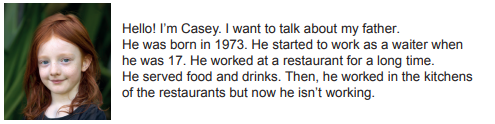 Hello! I'm Casey. I want to talk about my father.
He was born in 1973. He started to work as a waiter when
he was 17. He worked at a restaurant for a long time.
He served food and drinks. Then, he worked in the kitchens
of the restaurants but now he isn't working.